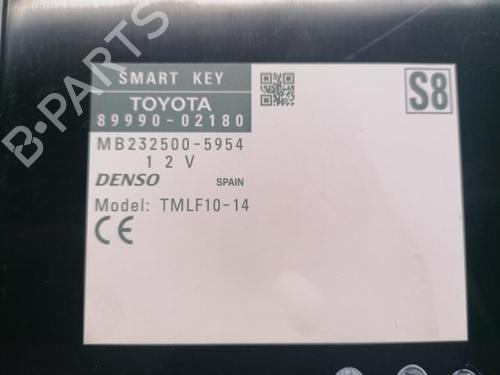 SMART KEY
S8
TOYOTA
89990-02180
MB232500-5954
12V
DENSO SPAIN
Model: TMLF10-14
CE
B-PARTS